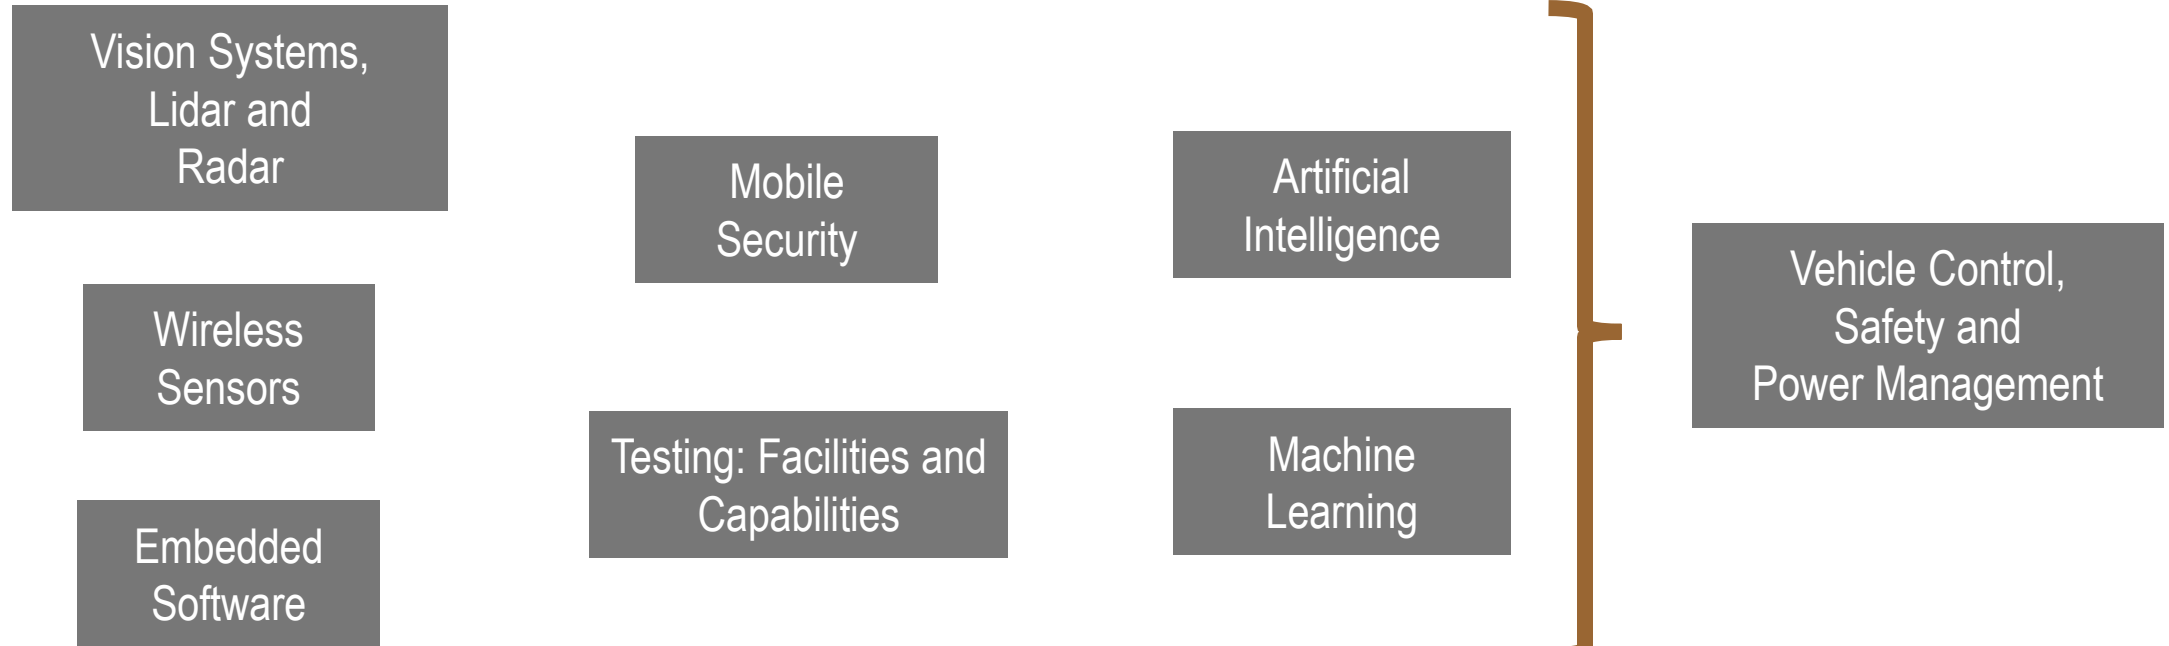 Vision Systems,
Lidar and
Radar
Wireless
Sensors
Embedded
Software
Mobile
Security
Testing: Facilities and
Capabilities
Artificial
Intelligence
Machine
Learning
Vehicle Control,
Safety and
Power Management